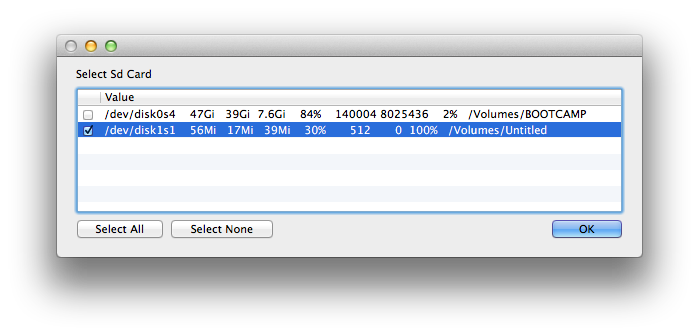 Select Sd Card
Value
/dev/disk0s4 47Gi 39Gi 7.6Gi 84% 140004 8025436 2% /Volumes/BOOTCAMP
/dev/disk1s1 56Mi 17Mi 39Mi 30% 512 0 100% /Volumes/Untitled
Select All Select None OK